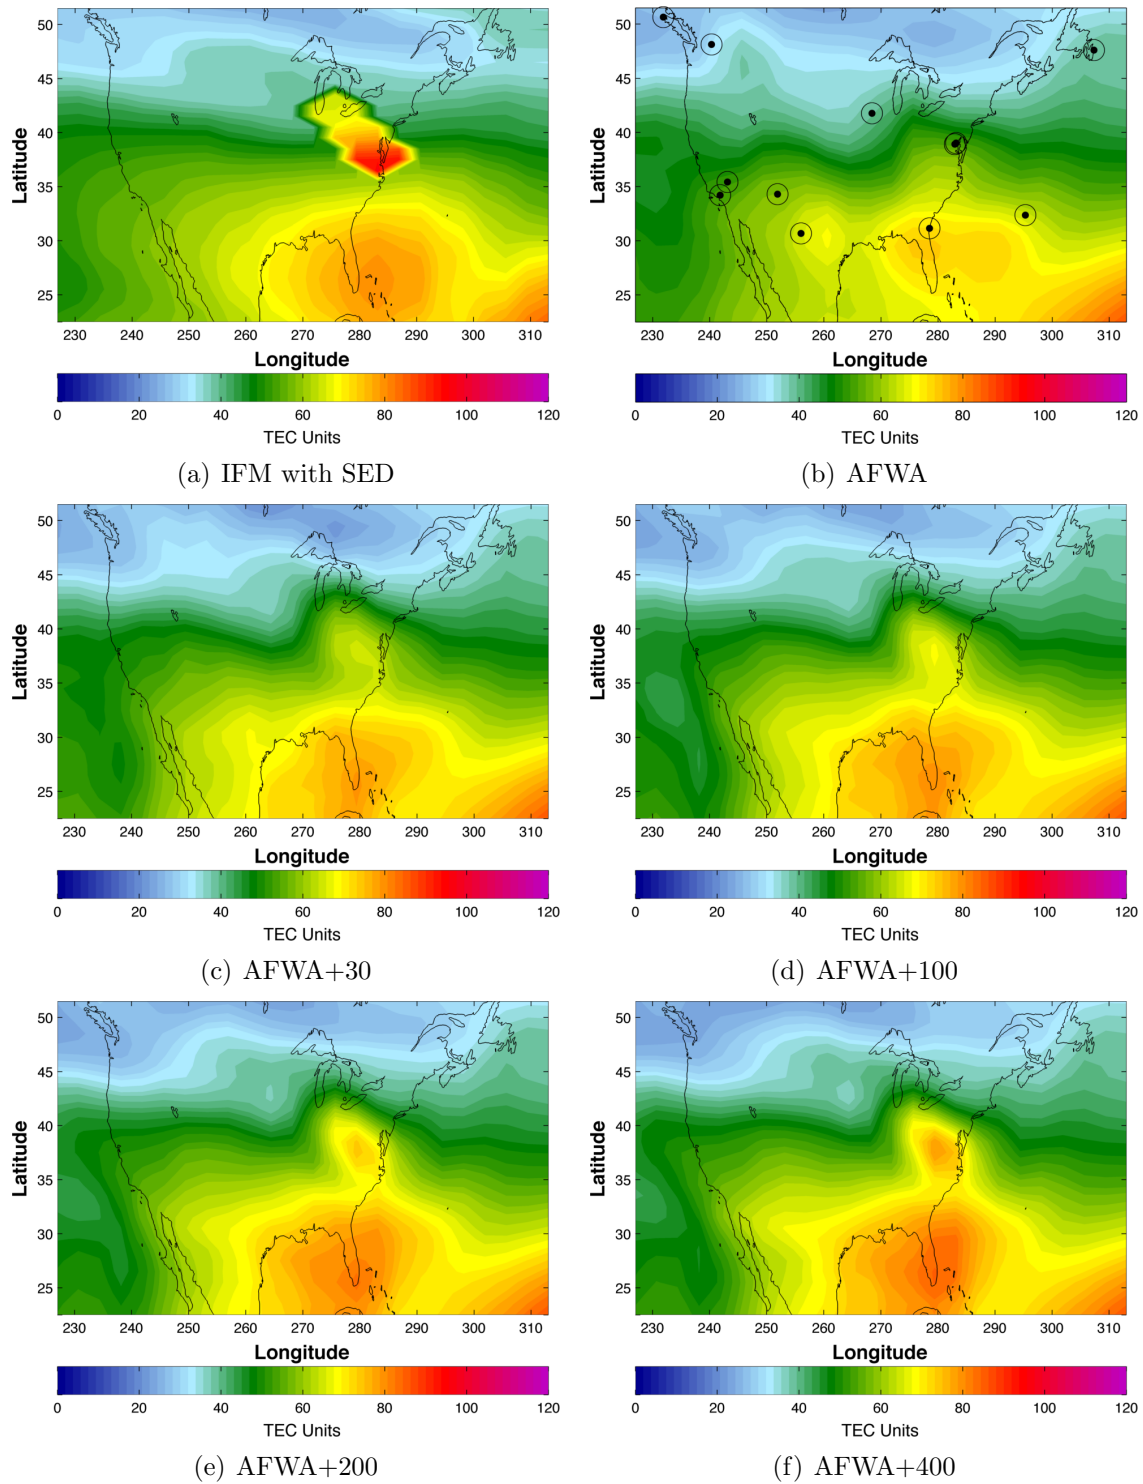 50
45
40
35
30
25
Latitude
230 240 250 260 270 280 290 300 310
Longitude
0 20 40 60 80 100 120
TEC Units
(a) IFM with SED
50
45
40
35
30
25
Latitude
230 240 250 260 270 280 290 300 310
Longitude
0 20 40 60 80 100 120
TEC Units
(b) AFWA
50
45
40
35
30
25
Latitude
230 240 250 260 270 280 290 300 310
Longitude
0 20 40 60 80 100 120
TEC Units
(c) AFWA+30
50
45
40
35
30
25
Latitude
230 240 250 260 270 280 290 300 310
Longitude
0 20 40 60 80 100 120
TEC Units
(d) AFWA+100
50
45
40
35
30
25
Latitude
230 240 250 260 270 280 290 300 310
Longitude
0 20 40 60 80 100 120
TEC Units
(e) AFWA+200
50
45
40
35
30
25
Latitude
230 240 250 260 270 280 290 300 310
Longitude
0 20 40 60 80 100 120
TEC Units
(f) AFWA+400